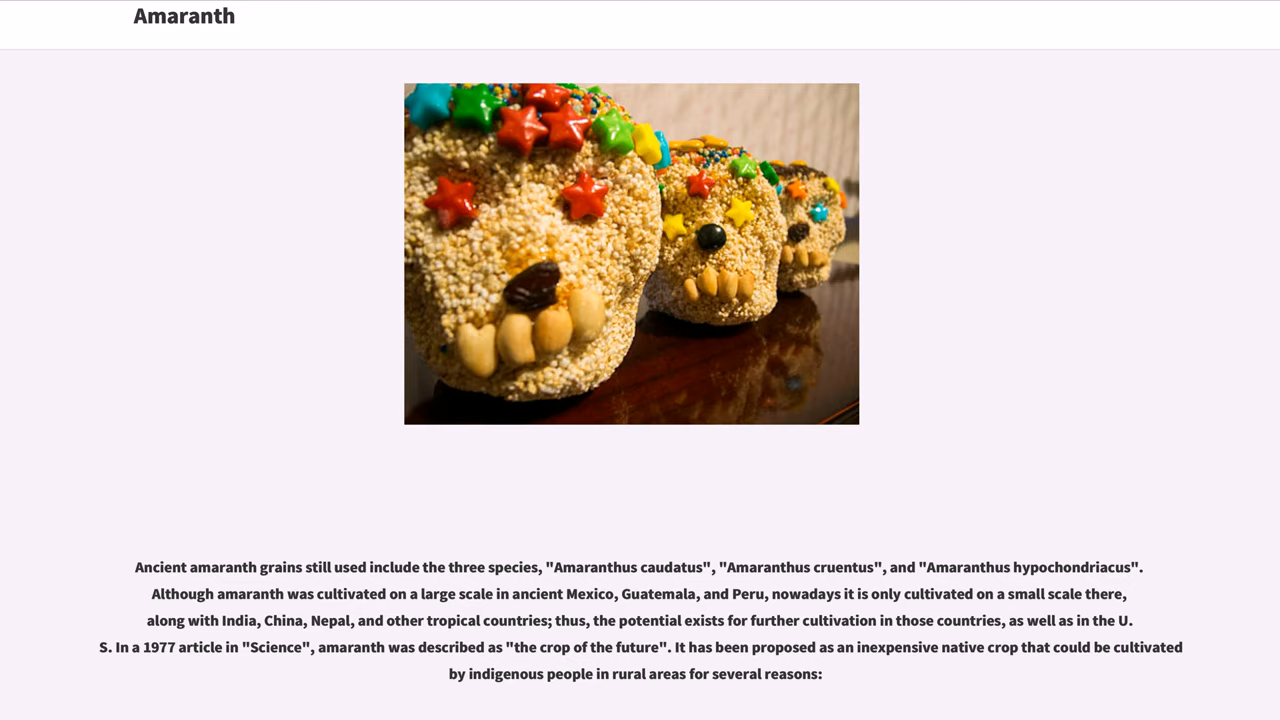 Amaranth
Ancient amaranth grains still used include the three species, "Amaranthus caudatus", "Amaranthus cruentus", and "Amaranthus hypochondriacus".
Although amaranth was cultivated on a large scale in ancient Mexico, Guatemala, and Peru, nowadays it is only cultivated on a small scale there,
along with India, China, Nepal, and other tropical countries; thus, the potential exists for further cultivation in those countries, as well as in the U.
S. In a 1977 article in "Science", amaranth was described as "the crop of the future". It has been proposed as an inexpensive native crop that could be cultivated
by indigenous people in rural areas for several reasons: